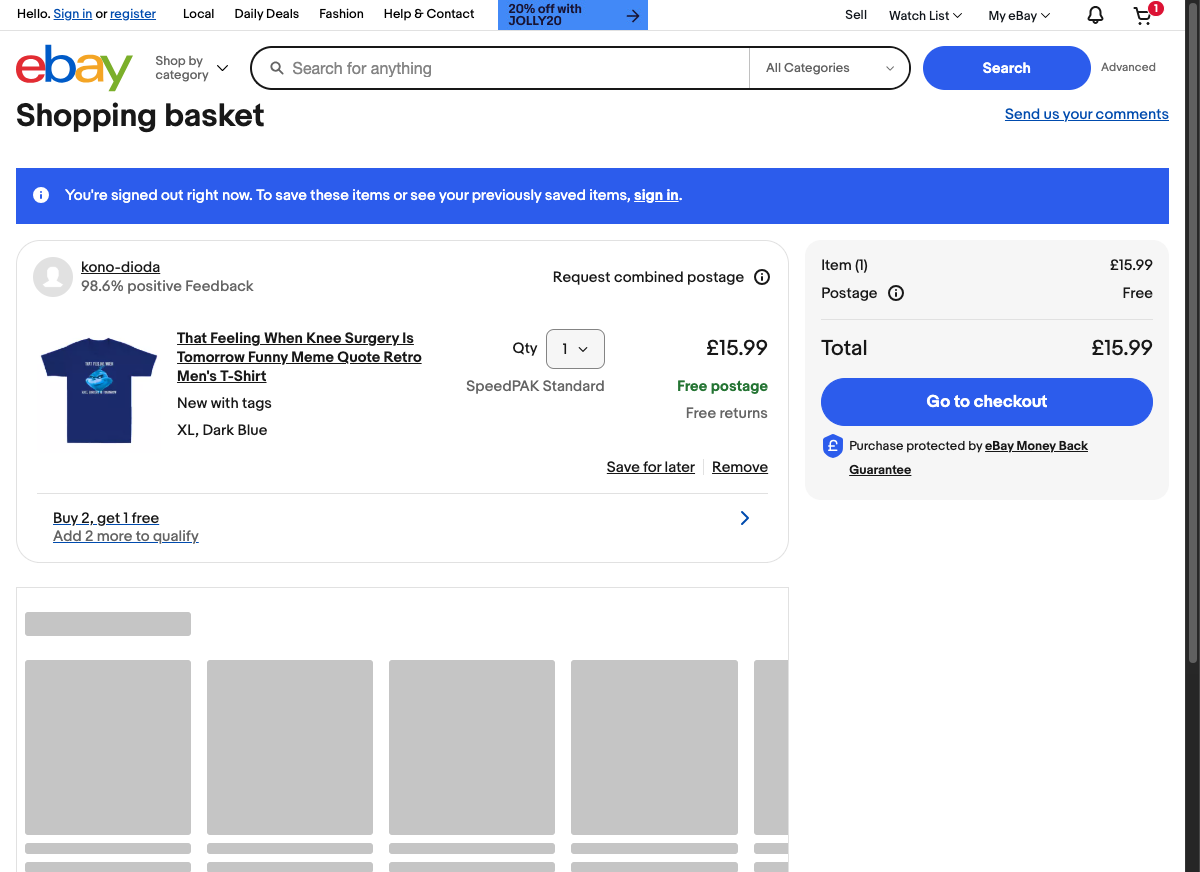 Hello. Sign in or register
Local
Daily Deals
Fashion
Help & Contact
20% off with
JOLLY20
Sell
Watch List
My eBay
1
ebay
Shop by
category
Search for anything
All Categories
Search
Advanced
Shopping basket
Send us your comments
You're signed out right now. To save these items or see your previously saved items, sign in.
kono-dioda
98.6% positive Feedback
Request combined postage
That Feeling When Knee Surgery Is
Tomorrow Funny Meme Quote Retro
Men's T-Shirt
New with tags
XL, Dark Blue
Qty
1
£15.99
SpeedPAK Standard
Free postage
Free returns
Save for later
Remove
Buy 2, get 1 free
Add 2 more to qualify
Item (1)
£15.99
Postage
Free
Total
£15.99
Go to checkout
£
Purchase protected by eBay Money Back
Guarantee